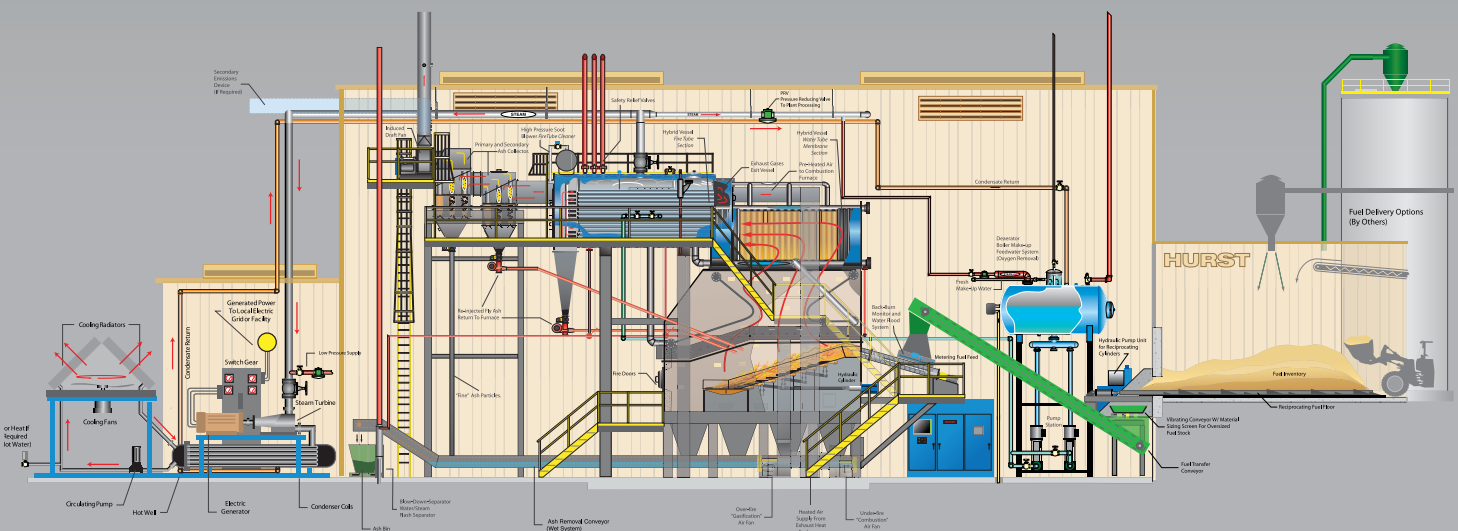 Secondary
Emissions
Device
(If Required)
Induced
Draft Fan
Primary and Secondary
Ash Collector
High Pressure Soot
Blower Fire Tube Cleaner
STEAM
Safety Relief Valves
STEAM
Hybrid Vessel
Fire Tube
Section
PRV
Pressure Reducing Valve
To Plant Processing
Hybrid Vessel
Water Tube
Membrane
Section
Exhaust Gases
Exit Vessel
Pre-Heated Air
to Combustion
Furnace
Condensate Return
Deaerator
Boiler Make-up
Feedwater System
(Oxygen Removal)
Fresh
Make-Up Water
HURST
Fuel Delivery Options
(By Others)
Generated Power
To Local Electric
Grid or Facility
Cooling Radiators
Condensate Return
Switch Gear
Low Pressure Supply
Steam Turbine
Cooling Fans
or Heat If
Required
Hot Water)
Circulating Pump
Hot Well
Electric
Generator
Condenser Coils
Re-Injected Fly Ash
Return To Furnace
"Fine" Ash Particles.
Fire Doors
Back-Burn
Monitor and
Water Flood
System
Metering Fuel Feed
Hydraulic
Cylinder
Pump
Station
Hydraulic Pump Unit
for Reciprocating
Cylinders
Fuel Inventory
Reciprocating Fuel Floor
Vibrating Conveyor W/ Material
Sizing Screen For Oversized
Fuel Stock
Fuel Transfer
Conveyor
Ash Bin
Blow-Down-Separator
Water/Steam
Flash Separator
Ash Removal Conveyor
(Wet System)
Over-fire
"Gasification"
Air Fan
Heated Air
Supply From
Exhaust Heat
Under-fire
"Combustion"
Air Fan